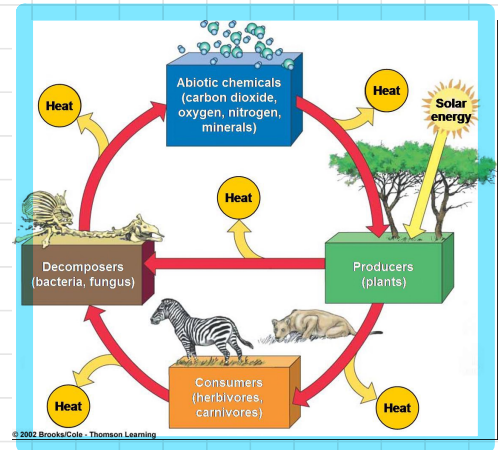 Abiotic chemicals
(carbon dioxide,
oxygen, nitrogen,
minerals)
Heat
Heat
Solar
energy
Heat
Decomposers
(bacteria, fungus)
Producers
(plants)
Consumers
(herbivores,
carnivores)
Heat
Heat
© 2002 Brooks/Cole - Thomson Learning